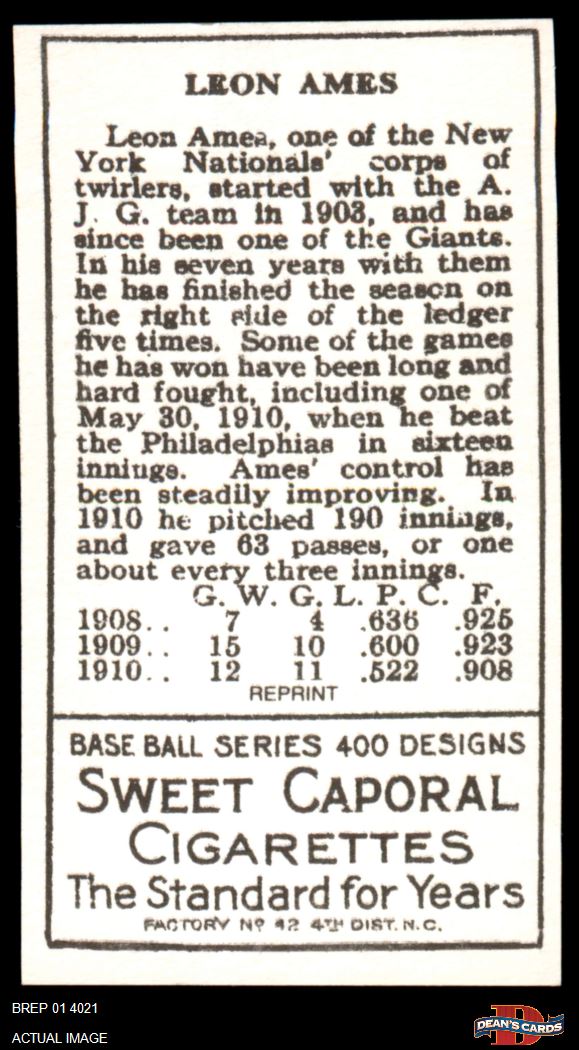 LEON AMES
Leon Ames, one of the New
York Nationals' corps of
twirlers, started with the A.
J. G. team in 1903, and has
since been one of the Giants.
In his seven years with them
he has finished the season on
the right side of the ledger
five times. Some of the games
he has won have been long and
hard fought, including one of
May 30, 1910, when he beat
the Philadelphias in sixteen
innings. Ames' control has
been steadily improving. In
1910 he pitched 190 innings,
and gave 63 passes, or one
about every three innings.
G. W. G. L. P. C. F.
1908.. 7 4 .636 .925
1909.. 15 10 .600 .923
1910.. 12 11 .522 .908
REPRINT
BASE BALL SERIES 400 DESIGNS
SWEET CAPORAL
CIGARETTES
The Standard for Years
FACTORY No 42 4TH DIST. N.C.
BREP 01 4021
ACTUAL IMAGE
DEAN'S CARDS